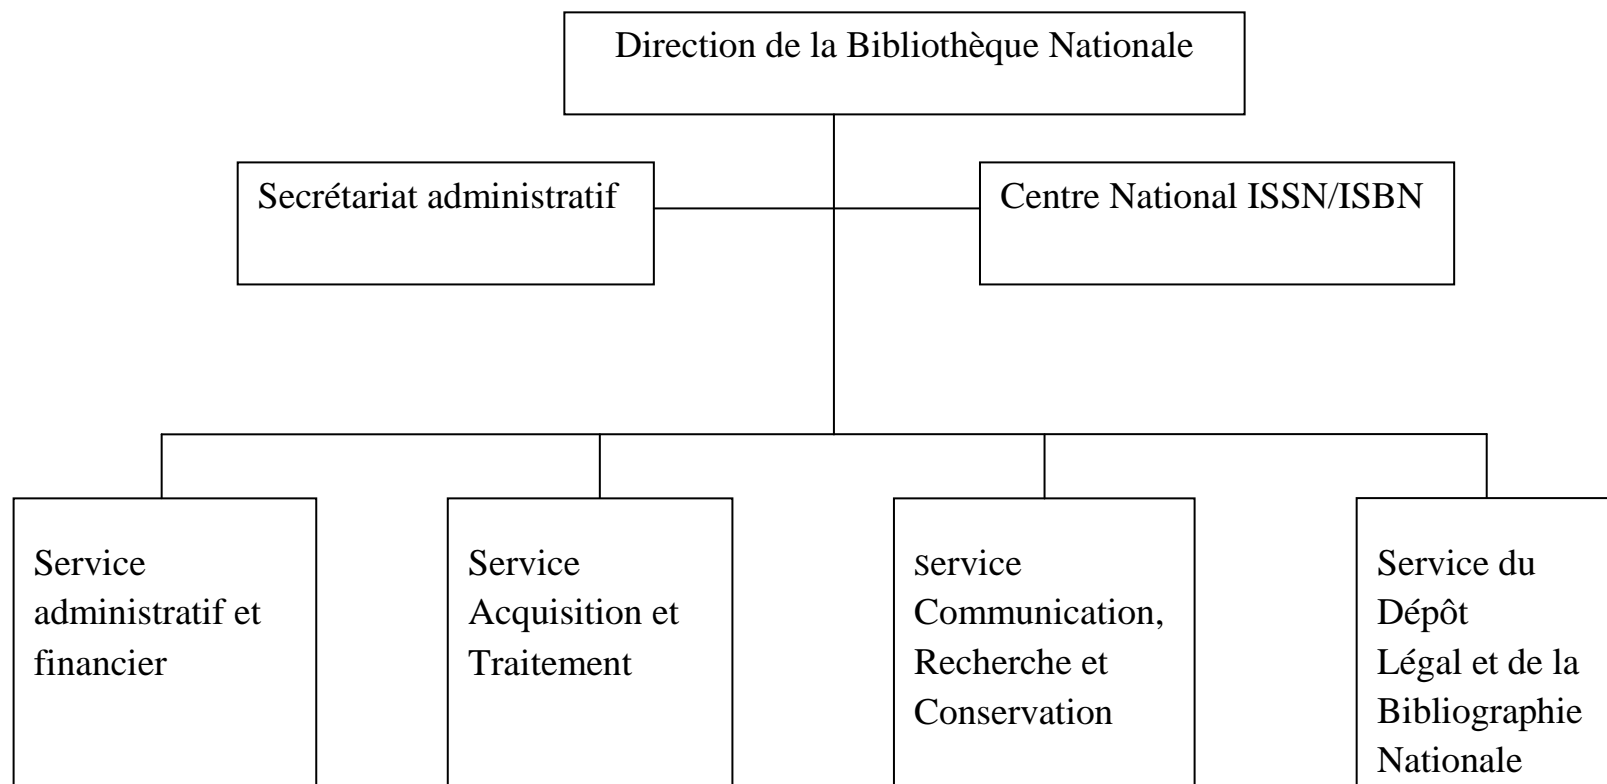 Direction de la Bibliothèque Nationale
Secrétariat administratif
Centre National ISSN/ISBN
Service
administratif et
financier
Service
Acquisition et
Traitement
service
Communication,
Recherche et
Conservation
Service du
Dépôt
Légal et de la
Bibliographie
Nationale